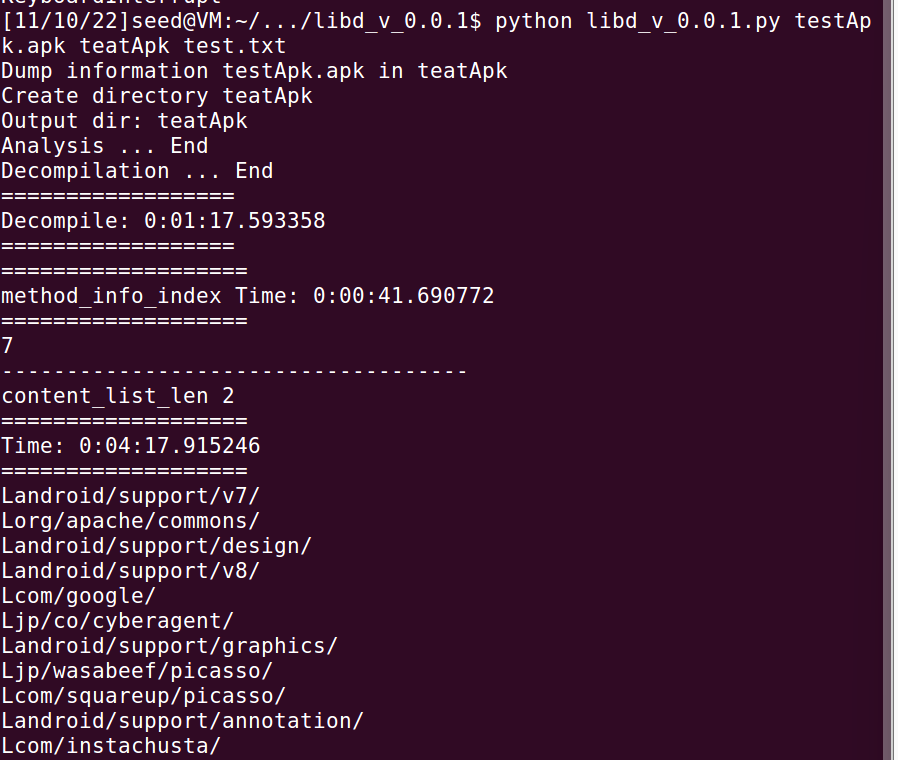 KeyboardInterrupt
[11/10/22]seed@VM:~/.../libd_v_0.0.1$ python libd_v_0.0.1.py testAp
k.apk teatApk test.txt
Dump information testApk.apk in teatApk
Create directory teatApk
Output dir: teatApk
Analysis ... End
Decompilation ... End
==================
Decompile: 0:01:17.593358
==================
===================
method_info_index Time: 0:00:41.690772
===================
7
------------------------------------
content_list_len 2
===================
Time: 0:04:17.915246
===================
Landroid/support/v7/
Lorg/apache/commons/
Landroid/support/design/
Landroid/support/v8/
Lcom/google/
Ljp/co/cyberagent/
Landroid/support/graphics/
Ljp/wasabeef/picasso/
Lcom/squareup/picasso/
Landroid/support/annotation/
Lcom/instachusta/